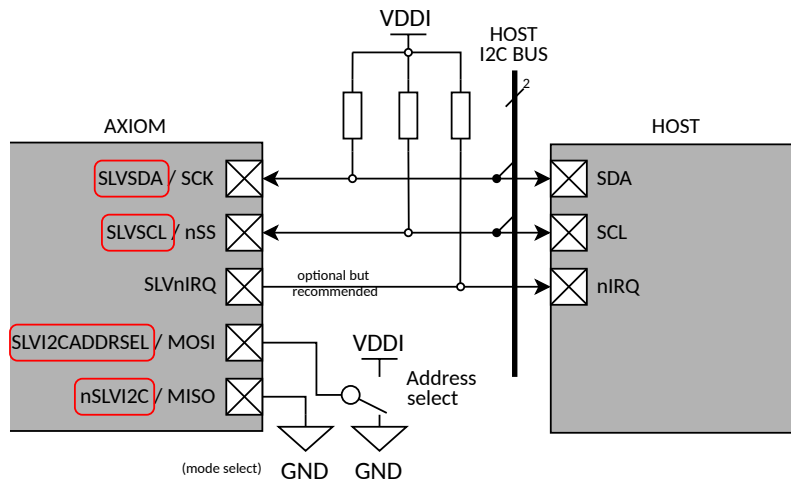 VDDI
HOST
I2C BUS
2
AXIOM
HOST
SLVSDA / SCK
SDA
SLVSCL / nSS
SCL
SLVnIRQ
optional but
recommended
nIRQ
SLVI2CADDRSEL / MOSI
VDDI
Address
select
nSLVI2C / MISO
(mode select)
GND
GND